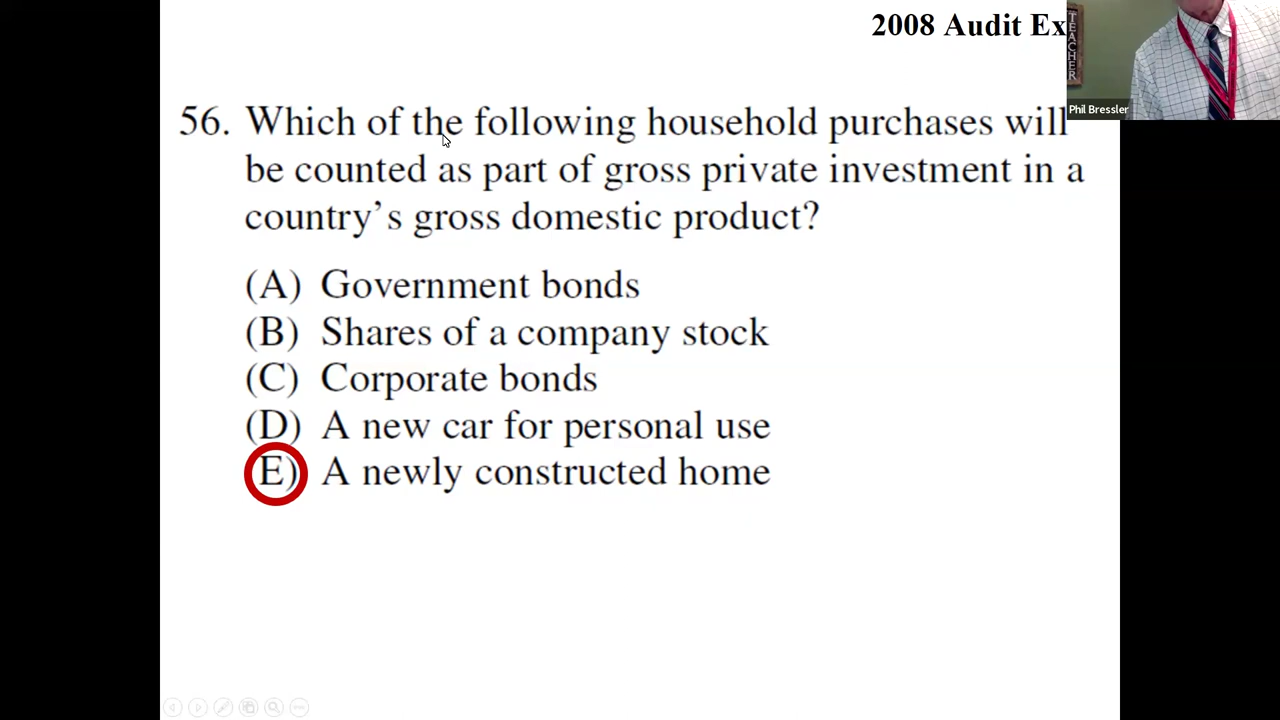 2008 Audit Ex
TEACHER
Phil Bressler
56. Which of the following household purchases will
be counted as part of gross private investment in a
country's gross domestic product?
(A) Government bonds
(B) Shares of a company stock
(C) Corporate bonds
(D) A new car for personal use
(E) A newly constructed home